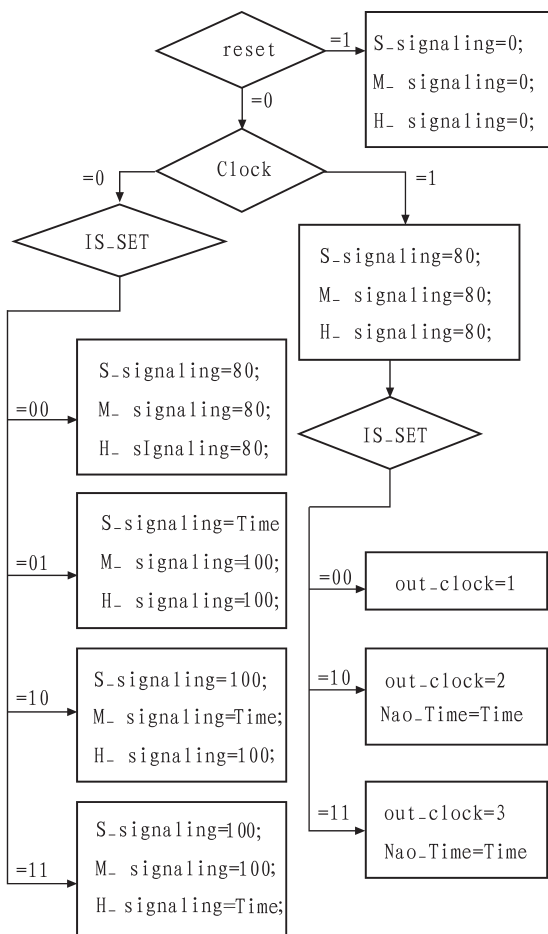 reset
=1
S_signaling=0;
M_ signaling=0;
H_ signaling=0;
=0
Clock
=0
=1
IS_SET
S_signaling=80;
M_ signaling=80;
H_ signaling=80;
=00
S_signaling=80;
M_ signaling=80;
H_ sIgnaling=80;
IS_SET
=01
S_signaling=Time
M_ signaling=100;
H_ signaling=100;
=00
out_clock=1
=10
S_signaling=100;
M_ signaling=Time;
H_ signaling=100;
=10
out_clock=2
Nao_Time=Time
=11
S_signaling=100;
M_ signaling=100;
H_ signaling=Time;
=11
out_clock=3
Nao_Time=Time